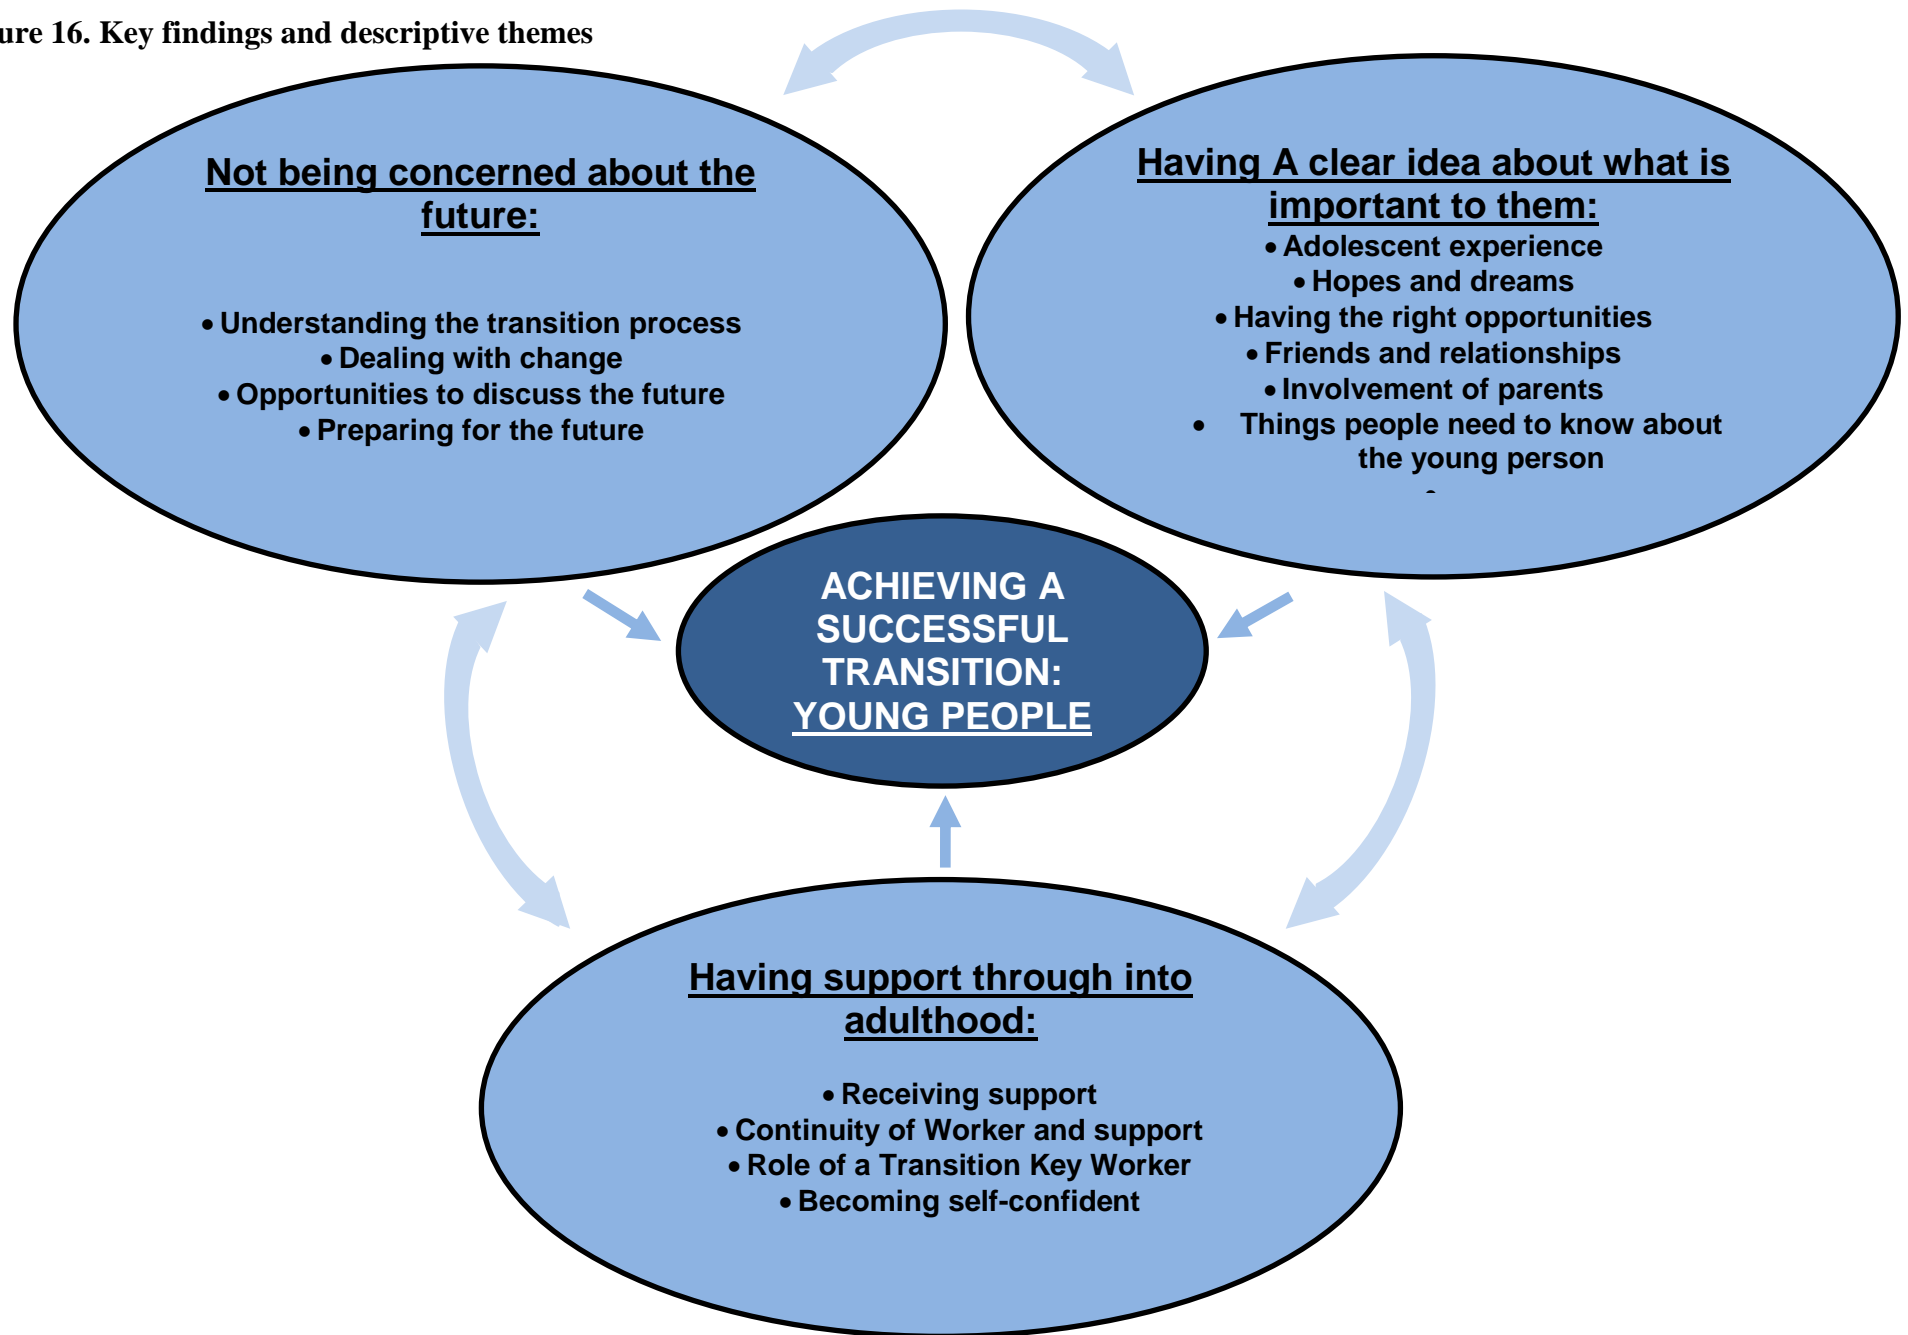 ure 16. Key findings and descriptive themes
Not being concerned about the
future:
• Understanding the transition process
• Dealing with change
• Opportunities to discuss the future
• Preparing for the future
Having A clear idea about what is
important to them:
• Adolescent experience
• Hopes and dreams
• Having the right opportunities
• Friends and relationships
• Involvement of parents
• Things people need to know about
the young person
•
ACHIEVING A
SUCCESSFUL
TRANSITION:
YOUNG PEOPLE
Having support through into
adulthood:
• Receiving support
• Continuity of Worker and support
• Role of a Transition Key Worker
• Becoming self-confident